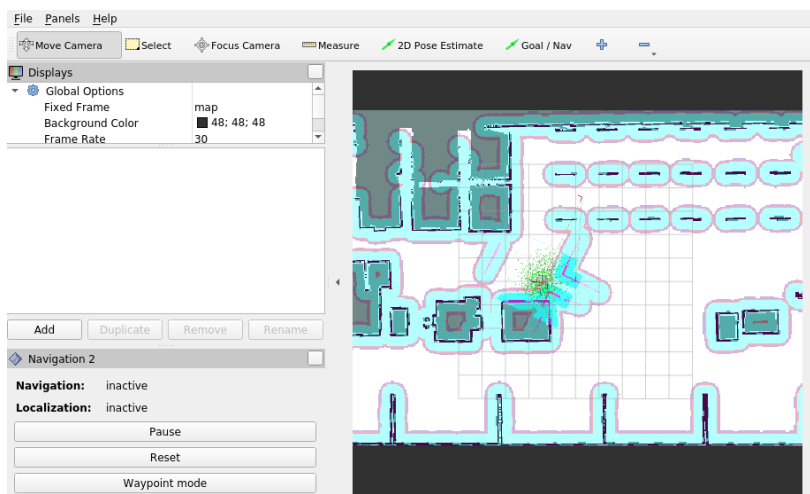 File Panels Help
Move Camera Select Focus Camera Measure 2D Pose Estimate Goal / Nav
Displays
Global Options
Fixed Frame map
Background Color 48; 48; 48
Frame Rate 30
Add Duplicate Remove Rename
Navigation 2
Navigation: inactive
Localization: inactive
Pause
Reset
Waypoint mode